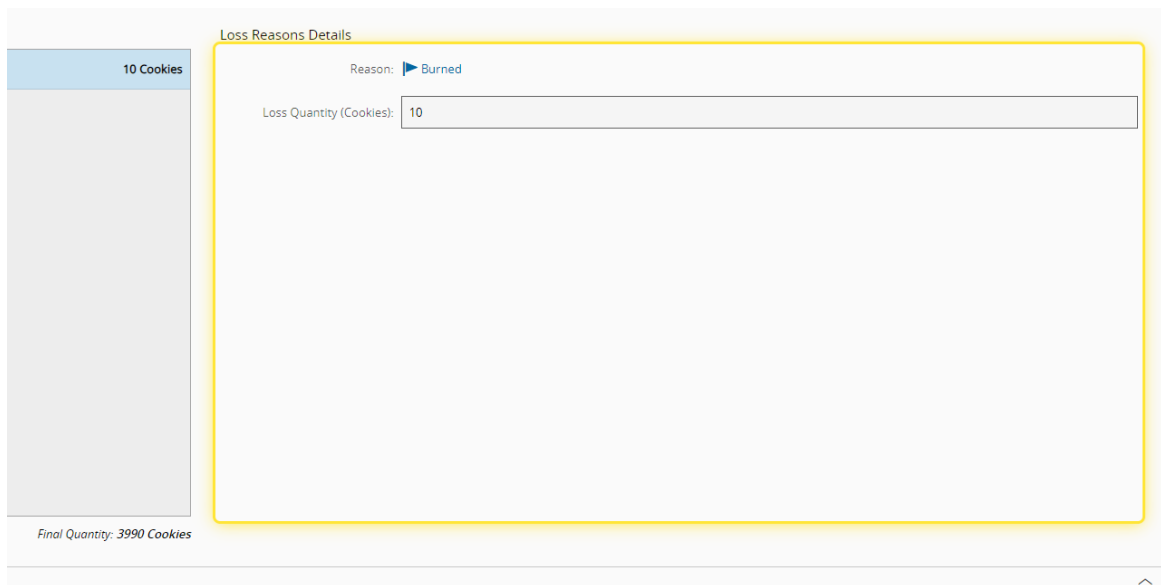 Loss Reasons Details
10 Cookies
Reason: Burned
Loss Quantity (Cookies): 10
Final Quantity: 3990 Cookies